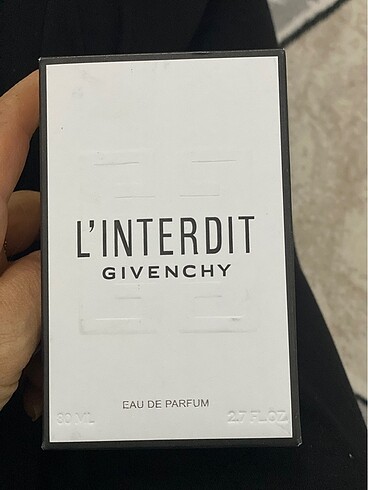 L'INTERDIT
GIVENCHY
EAU DE PARFUM
80 ML 2.7 FL.OZ